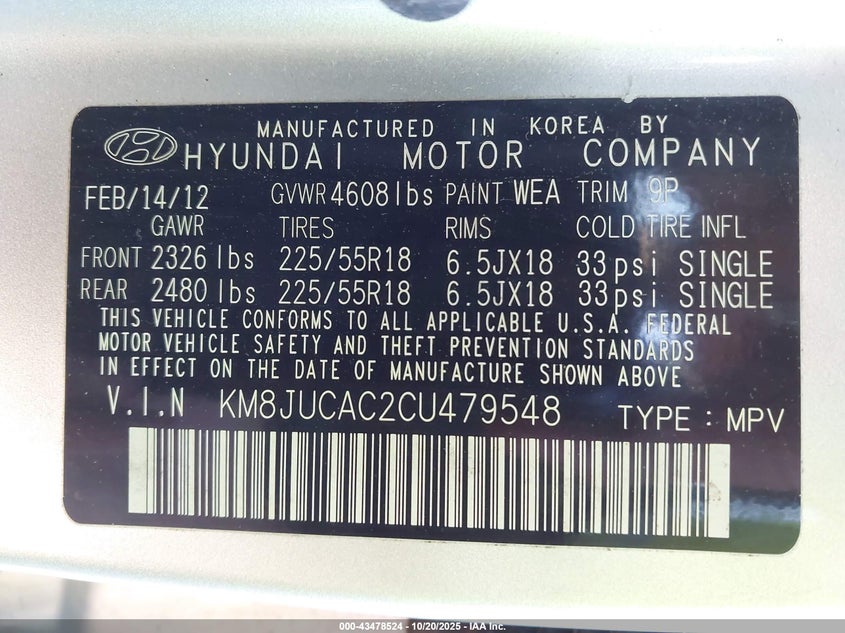 MANUFACTURED IN KOREA BY
HYUNDAI MOTOR COMPANY
FEB/14/12 GVWR 4608 lbs PAINT WEA TRIM 9P
GAWR TIRES RIMS COLD TIRE INFL
FRONT 2326 lbs 225/55R18 6.5JX18 33psi SINGLE
REAR 2480 lbs 225/55R18 6.5JX18 33psi SINGLE
THIS VEHICLE CONFORMS TO ALL APPLICABLE U.S.A. FEDERAL
MOTOR VEHICLE SAFETY AND THEFT PREVENTION STANDARDS
IN EFFECT ON THE DATE OF MANUFACTURE SHOWN ABOVE
V.I.N KM8JUCAC2CU479548 TYPE : MPV
000-43478524 | 10/20/2025 - IAA Inc.